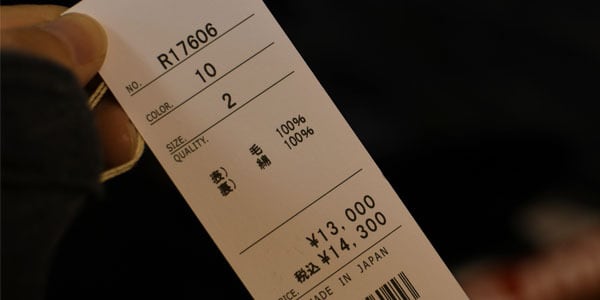 NO. R17606
COLOR. 10
SIZE. 2
QUALITY.
表) 毛 100%
裏) 綿 100%
¥13,000
税込¥14,300
MADE IN JAPAN